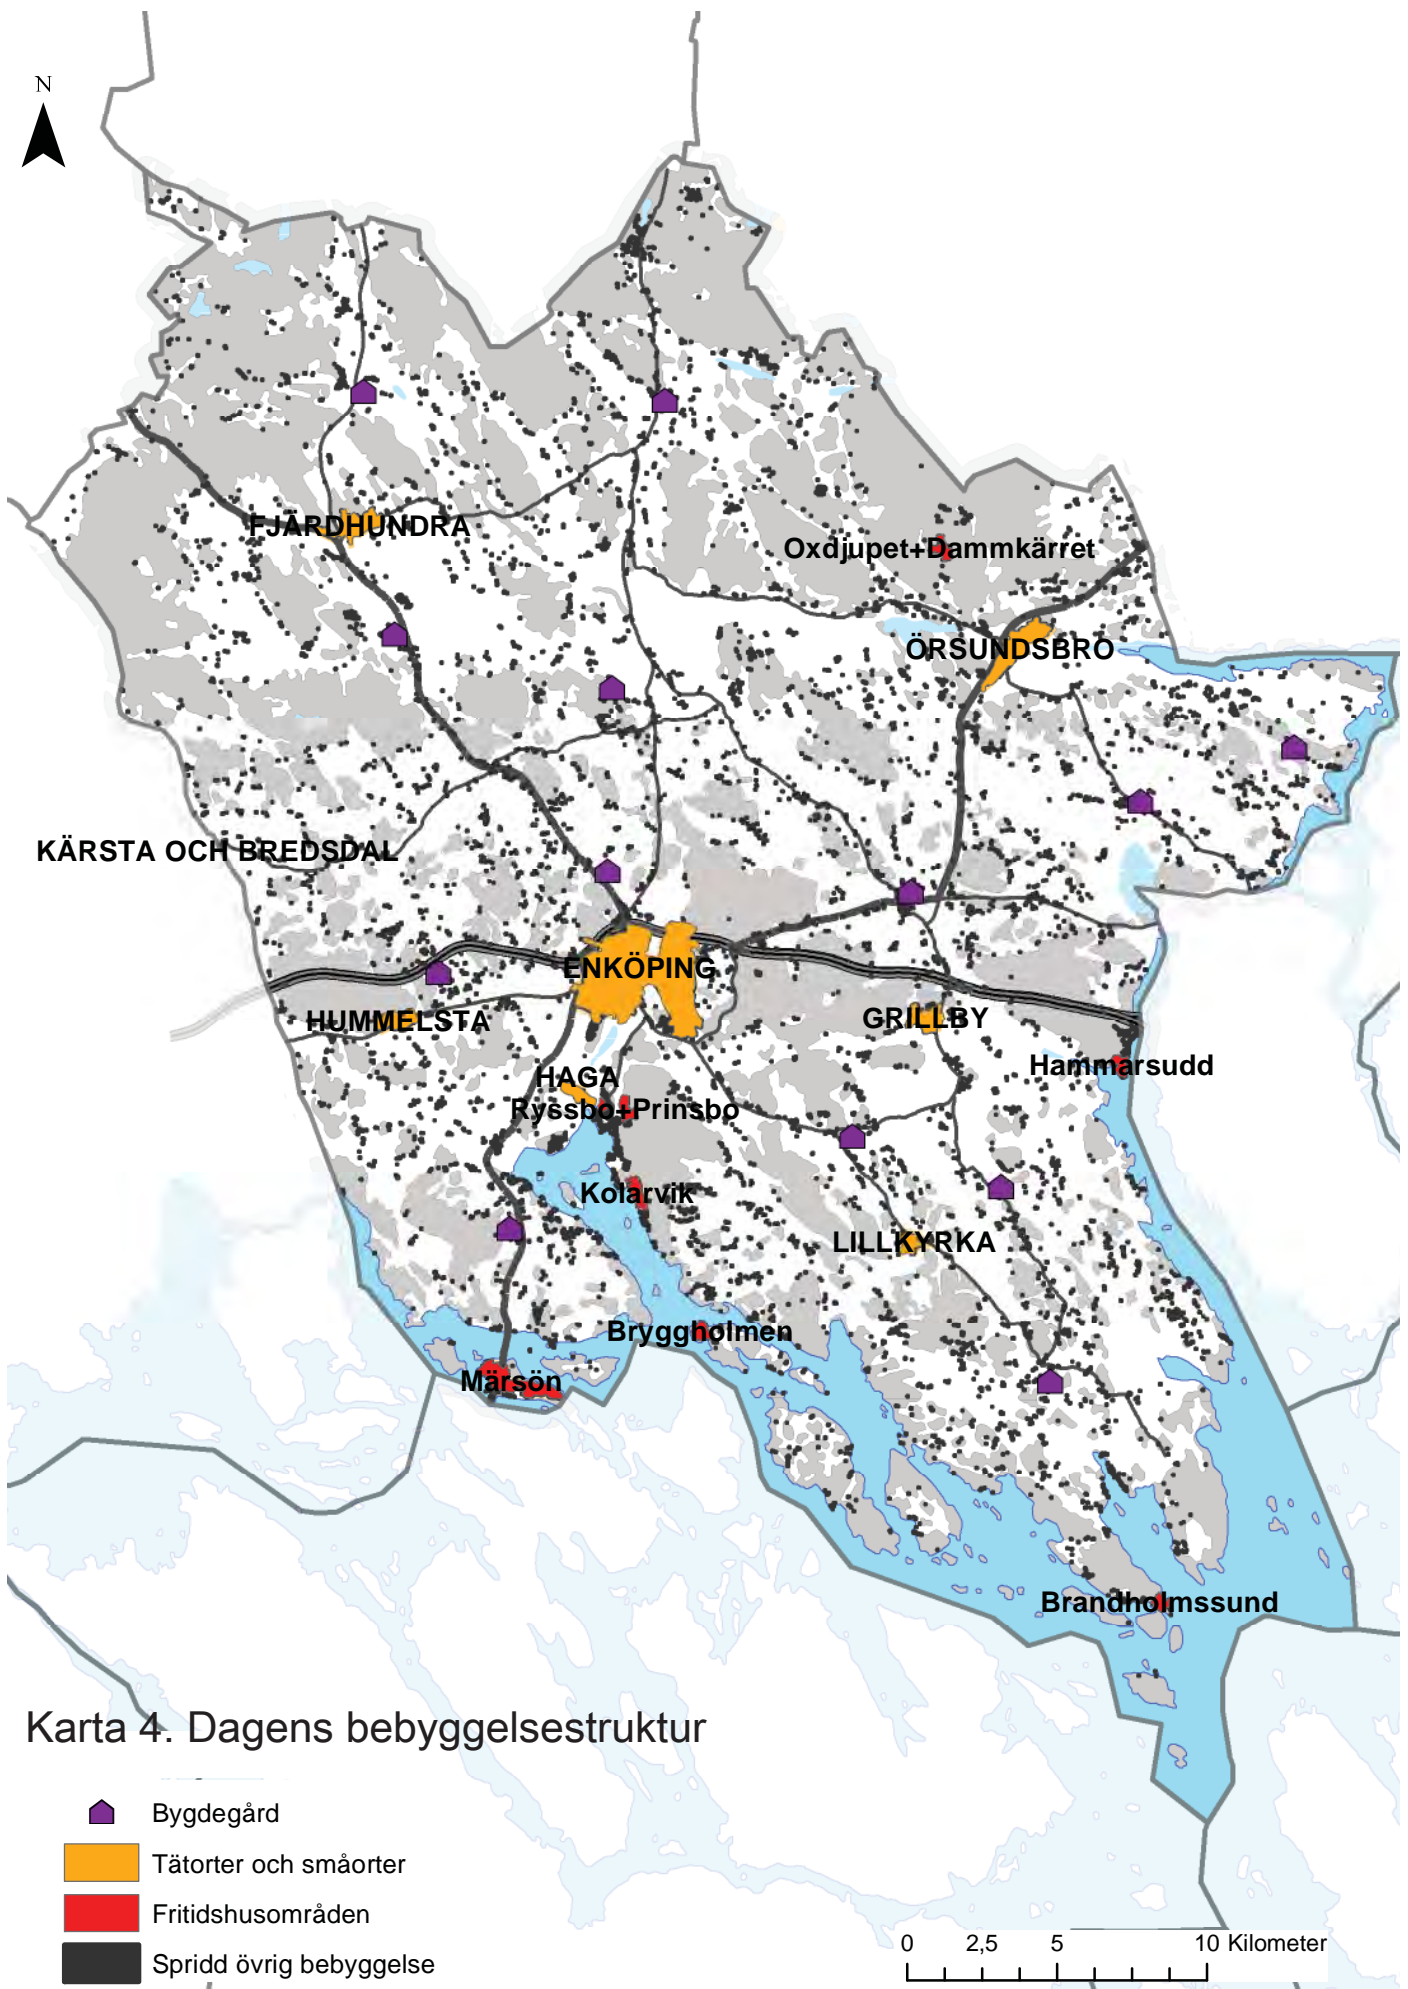 N
FJÄRDHUNDRA
Oxdjupet+Dammkärret
ÖRSUNDSBRO
KÄRSTA OCH BREDSDAL
ENKÖPING
HUMMELSTA
GRILLBY
Hammarsudd
HAGA
Ryssbo+Prinsbo
Kolarvik
LILLKYRKA
Bryggholmen
Märsön
Brandholmssund
Karta 4. Dagens bebyggelsestruktur
Bygdegård
Tätorter och småorter
Fritidshusområden
Spridd övrig bebyggelse
0 2,5 5 10 Kilometer